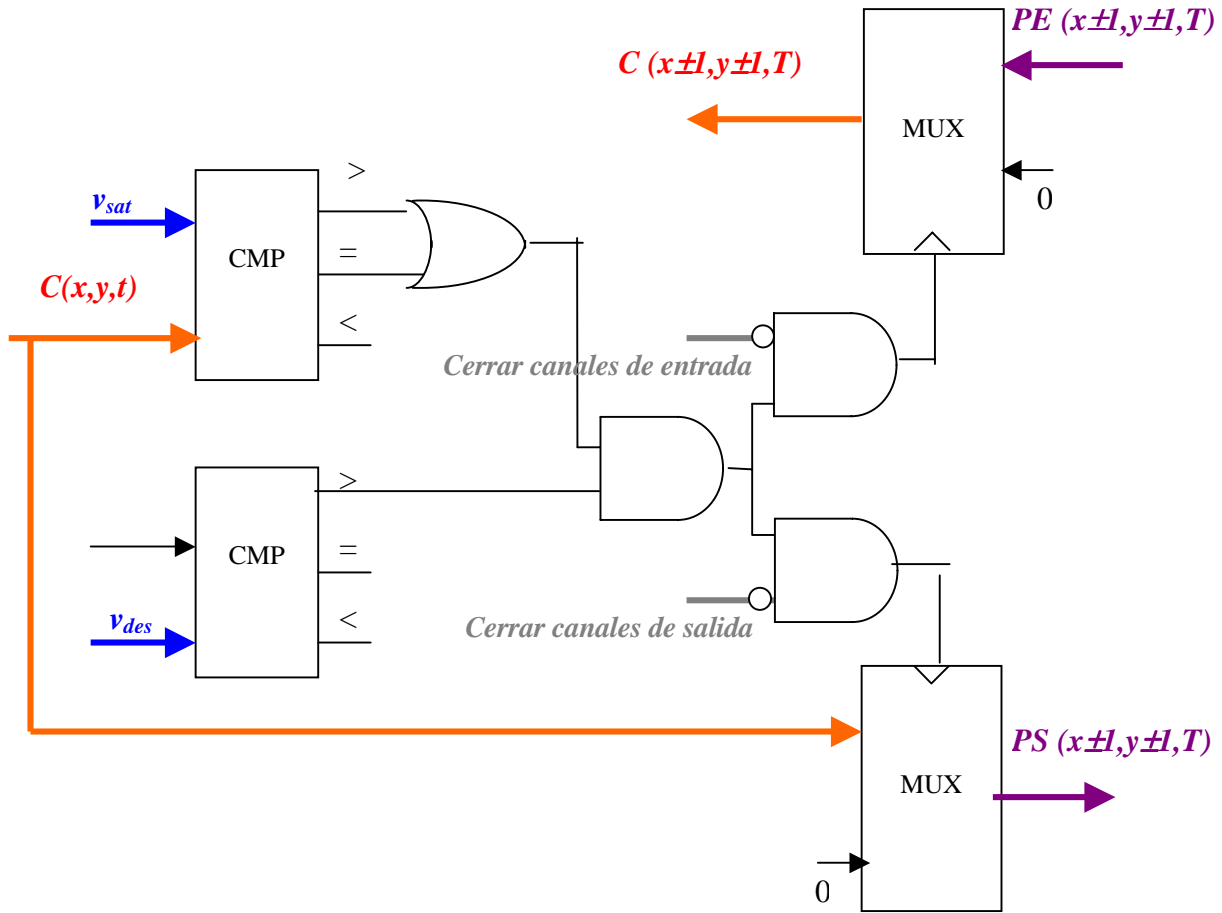 PE (x±1,y±1,T)
C (x±1,y±1,T)
MUX
0
>
v_sat
=
CMP
C(x,y,t)
<
Cerrar canales de entrada
>
CMP
=
v_des
<
Cerrar canales de salida
PS (x±1,y±1,T)
MUX
0